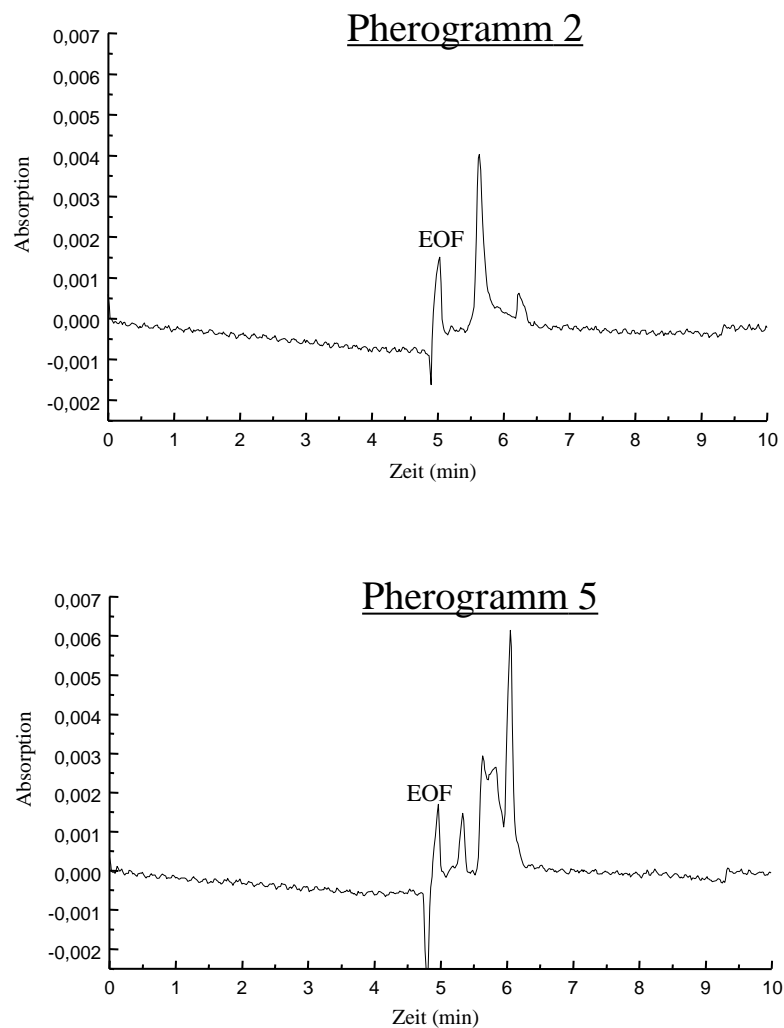 Pherogramm 2
0,007
0,006
0,005
0,004
0,003
0,002
0,001
0,000
-0,001
-0,002
Absorption
EOF
0 1 2 3 4 5 6 7 8 9 10
Zeit (min)
Pherogramm 5
0,007
0,006
0,005
0,004
0,003
0,002
0,001
0,000
-0,001
-0,002
Absorption
EOF
0 1 2 3 4 5 6 7 8 9 10
Zeit (min)